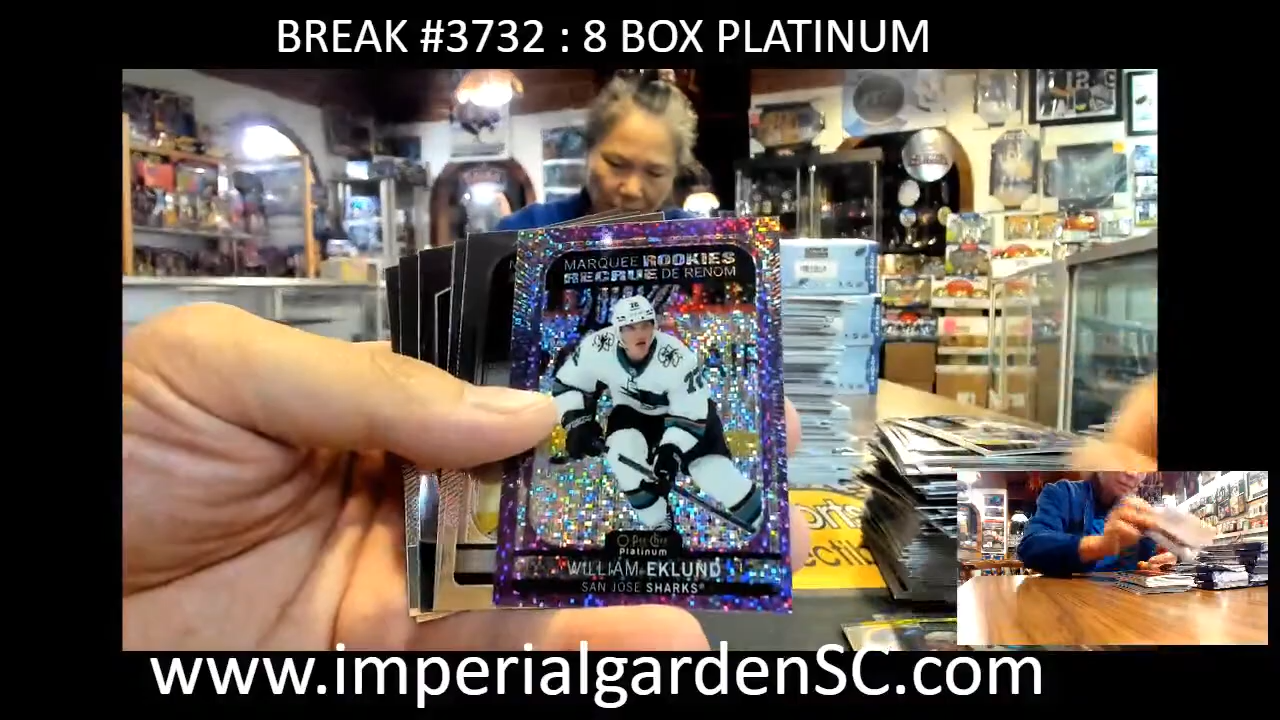 BREAK #3732 : 8 BOX PLATINUM
MARQUEE ROOKIES
RECRUE DE RENOM
O-Pee-Chee
Platinum
WILLIAM EKLUND
SAN JOSE SHARKS
www.imperialgardenSC.com